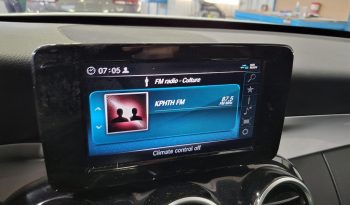 07:05
FM radio - Culture
ΚΡΗΤΗ FM
87.5
Climate control off